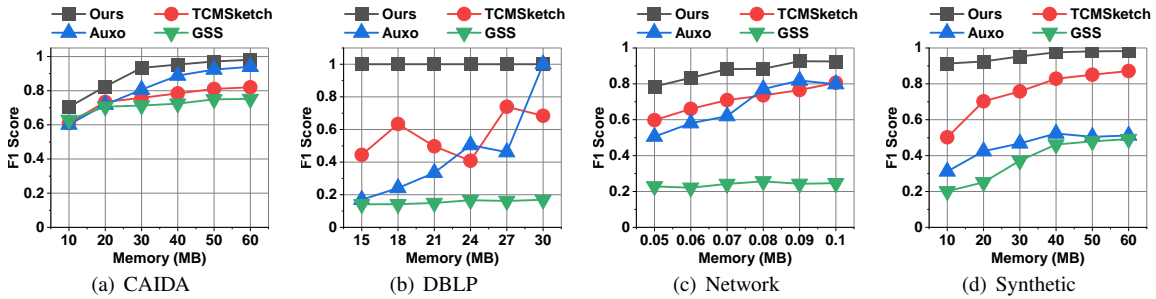 Ours TCMSketch
Auxo GSS
F1 Score
1
0.8
0.6
0.4
0.2
0
10 20 30 40 50 60
Memory (MB)
(a) CAIDA
Ours TCMSketch
Auxo GSS
F1 Score
1
0.8
0.6
0.4
0.2
0
15 18 21 24 27 30
Memory (MB)
(b) DBLP
Ours TCMSketch
Auxo GSS
F1 Score
1
0.8
0.6
0.4
0.2
0
0.05 0.06 0.07 0.08 0.09 0.1
Memory (MB)
(c) Network
Ours TCMSketch
Auxo GSS
F1 Score
1
0.8
0.6
0.4
0.2
0
10 20 30 40 50 60
Memory (MB)
(d) Synthetic